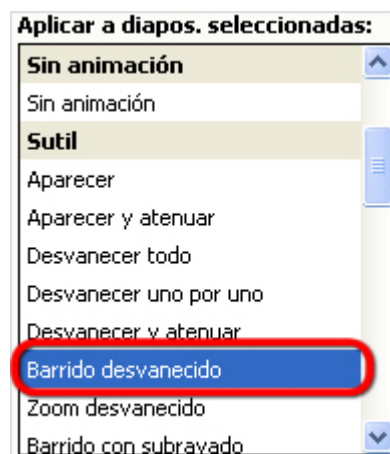 Aplicar a diapos. seleccionadas:
Sin animación
Sin animación
Sutil
Aparecer
Aparecer y atenuar
Desvanecer todo
Desvanecer uno por uno
Desvanecer y atenuar
Barrido desvanecido
Zoom desvanecido
Barrido con subrayado